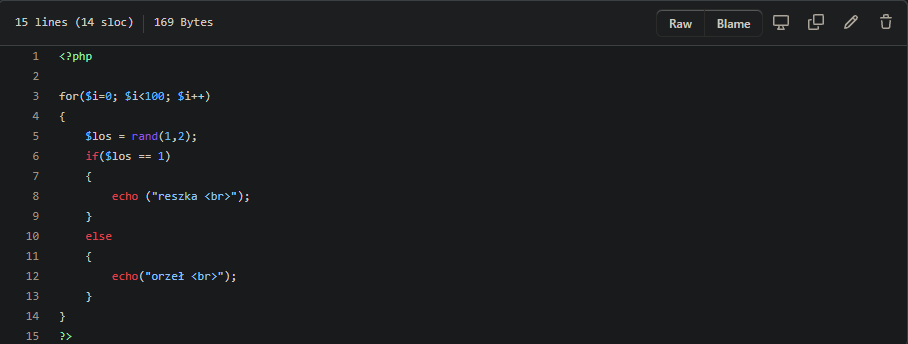 15 lines (14 sloc) 169 Bytes Raw Blame
1 <?php
2
3 for($i=0; $i<100; $i++)
4 {
5     $los = rand(1,2);
6     if($los == 1)
7     {
8         echo ("reszka <br>");
9     }
10     else
11     {
12         echo("orzeł <br>");
13     }
14 }
15 ?>